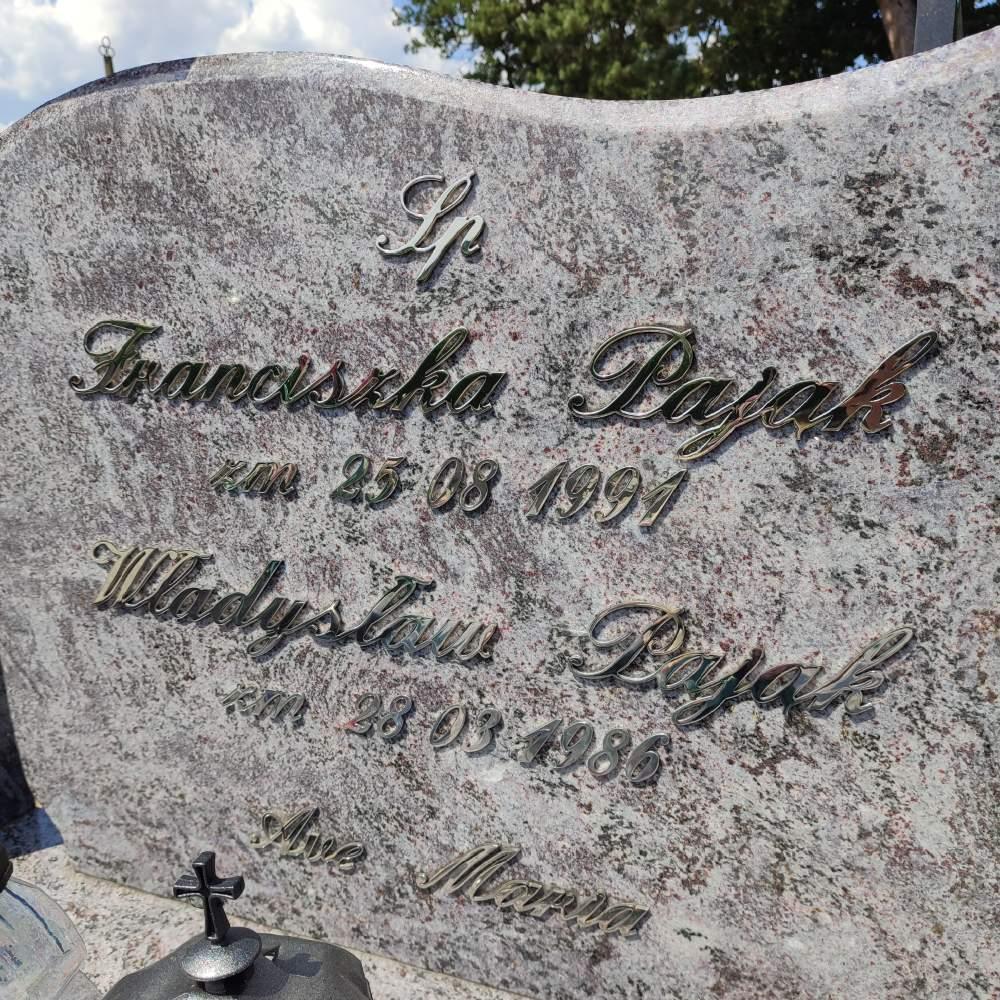 Śp
Franciszka Pająk
zm 25 08 1991
Władysław Pająk
zm 28 03 1986
Ave Maria